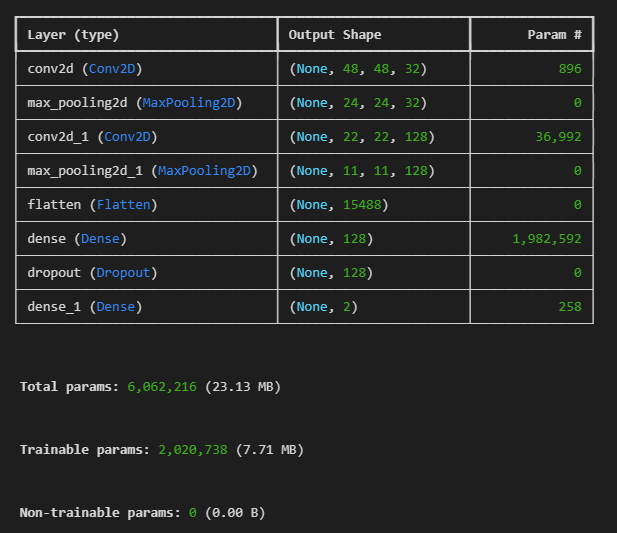 Layer (type) Output Shape Param #
conv2d (Conv2D) (None, 48, 48, 32) 896
max_pooling2d (MaxPooling2D) (None, 24, 24, 32) 0
conv2d_1 (Conv2D) (None, 22, 22, 128) 36,992
max_pooling2d_1 (MaxPooling2D) (None, 11, 11, 128) 0
flatten (Flatten) (None, 15488) 0
dense (Dense) (None, 128) 1,982,592
dropout (Dropout) (None, 128) 0
dense_1 (Dense) (None, 2) 258
Total params: 6,062,216 (23.13 MB)
Trainable params: 2,020,738 (7.71 MB)
Non-trainable params: 0 (0.00 B)